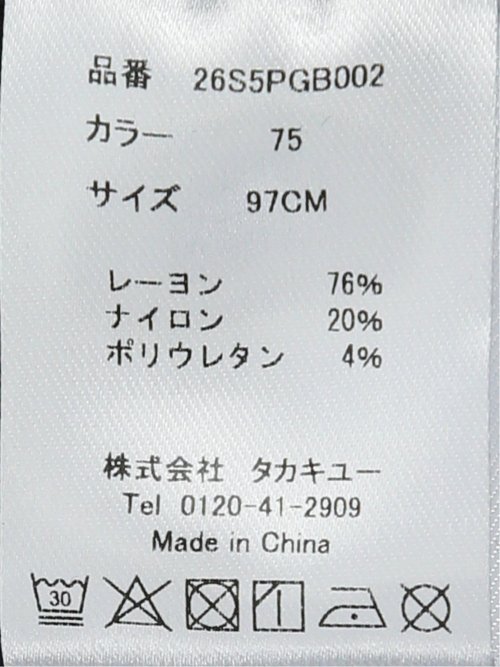 品番 26S5PGB002
カラー 75
サイズ 97CM
レーヨン 76%
ナイロン 20%
ポリウレタン 4%
株式会社 タカキュー
Tel 0120-41-2909
Made in China
30